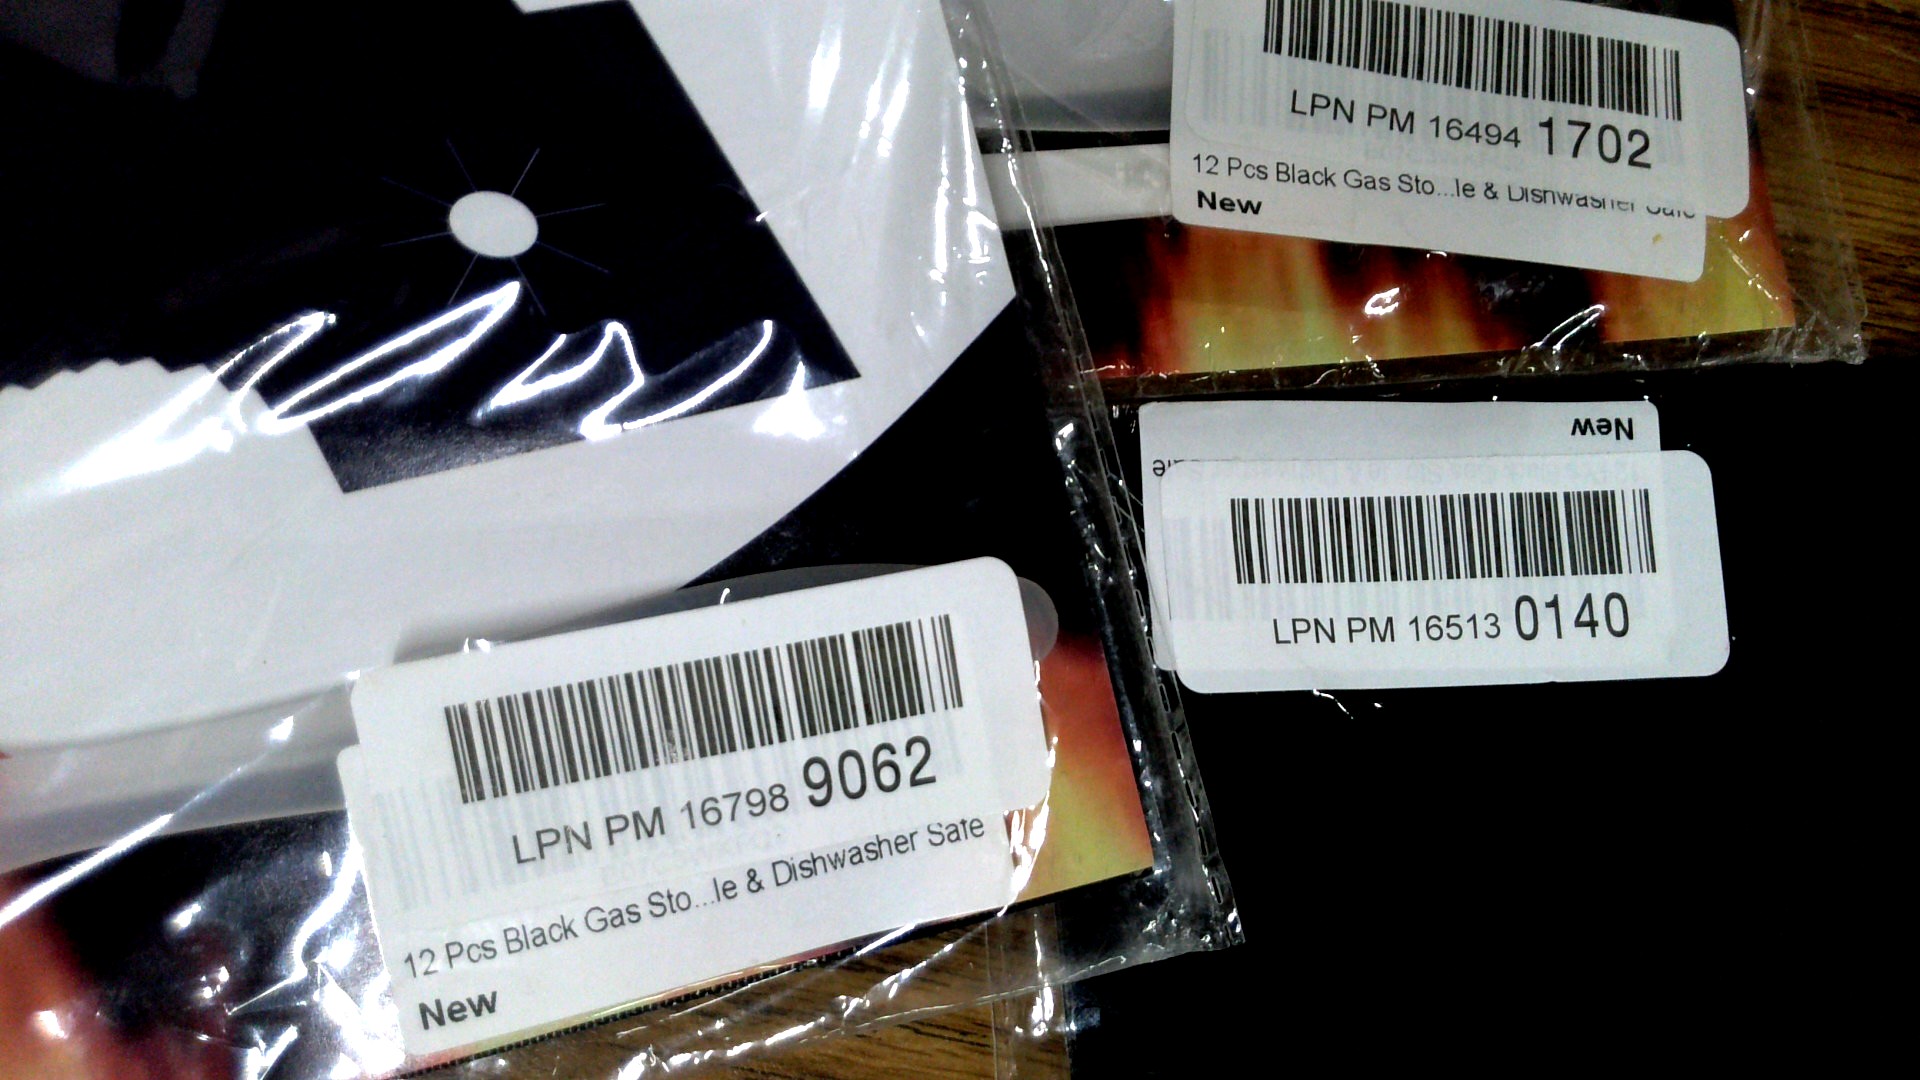 LPN PM 16494 1702
12 Pcs Black Gas Sto...le & Dishwasher Safe
New
New
LPN PM 16513 0140
LPN PM 16798 9062
12 Pcs Black Gas Sto...le & Dishwasher Safe
New